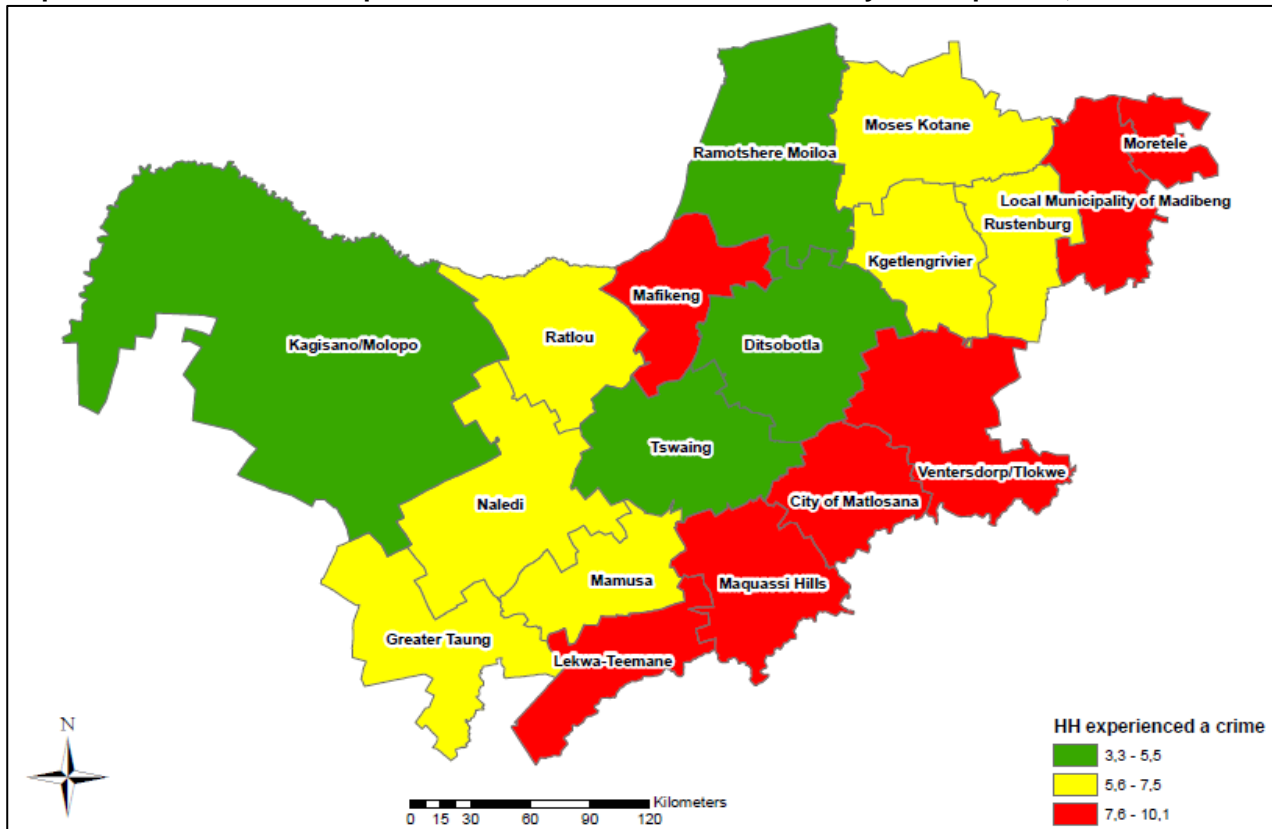 Moses Kotane
Moretele
Ramotshere Moiloa
Local Municipality of Madibeng
Rustenburg
Kgetlengrivier
Mafikeng
Kagisano/Molopo
Ratlou
Ditsobotla
Tswaing
Ventersdorp/Tlokwe
City of Matlosana
Naledi
Mamusa
Maquassi Hills
Greater Taung
Lekwa-Teemane
N
HH experienced a crime
3,3 - 5,5
5,6 - 7,5
7,6 - 10,1
Kilometers
0 15 30 60 90 120